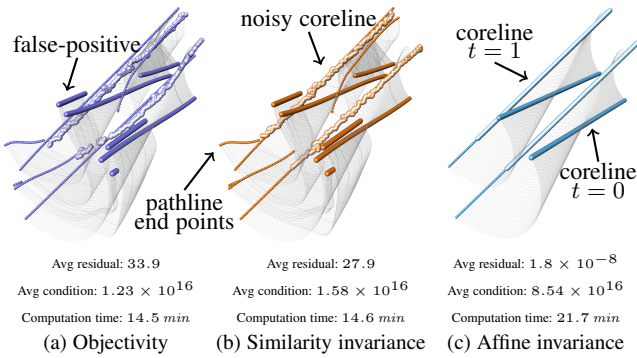 false-positive
noisy coreline
coreline
t = 1
pathline
end points
coreline
t = 0
Avg residual: 33.9
Avg condition: 1.23 × 10^16
Computation time: 14.5 min
(a) Objectivity
Avg residual: 27.9
Avg condition: 1.58 × 10^16
Computation time: 14.6 min
(b) Similarity invariance
Avg residual: 1.8 × 10^−8
Avg condition: 8.54 × 10^16
Computation time: 21.7 min
(c) Affine invariance